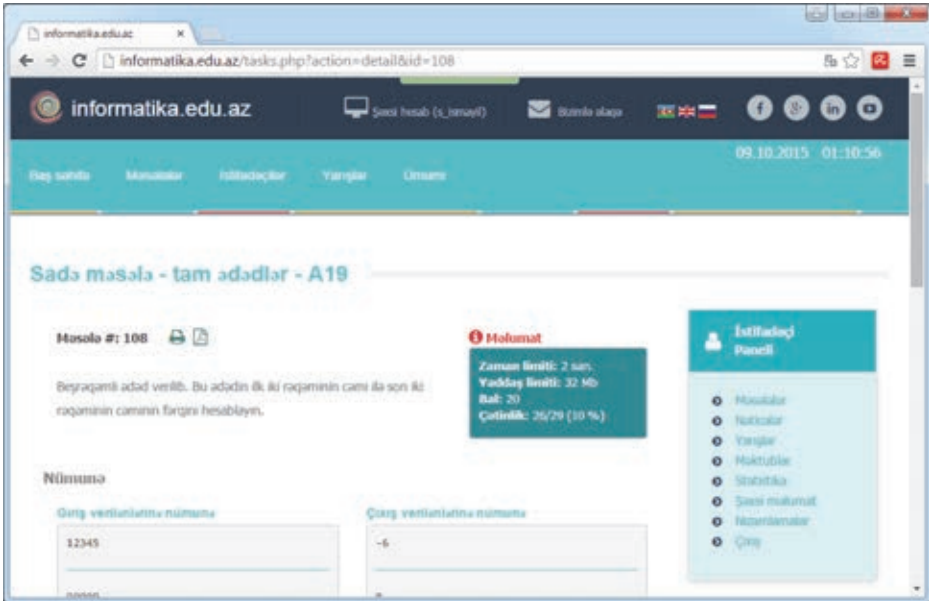 informatika.edu.az
informatika.edu.az/tasks.php?action=detail&id=108
informatika.edu.az
Şəxsi hesab (s_ismayil)
Bizimlə əlaqə
09.10.2015 01:10:56
Baş səhifə Məsələlər İstifadəçilər Yarışlar Ümumi
Sadə məsələ - tam ədədlər - A19
Məsələ #: 108
Məlumat
Zaman limiti: 2 san.
Yaddaş limiti: 32 Mb
Bal: 20
Çətinlik: 26/29 (10 %)
Beşrəqəmli ədəd verilib. Bu ədədin ilk iki rəqəminin cəmi ilə son iki
rəqəminin cəminin fərqini hesablayın.
İstifadəçi
Paneli
Məsələlər
Nəticələr
Yarışlar
Məktublar
Statistika
Şəxsi məlumat
Nizamlamalar
Çıxış
Nümunə
Giriş verilənlərinə nümunə
Çıxış verilənlərinə nümunə
12345
-6